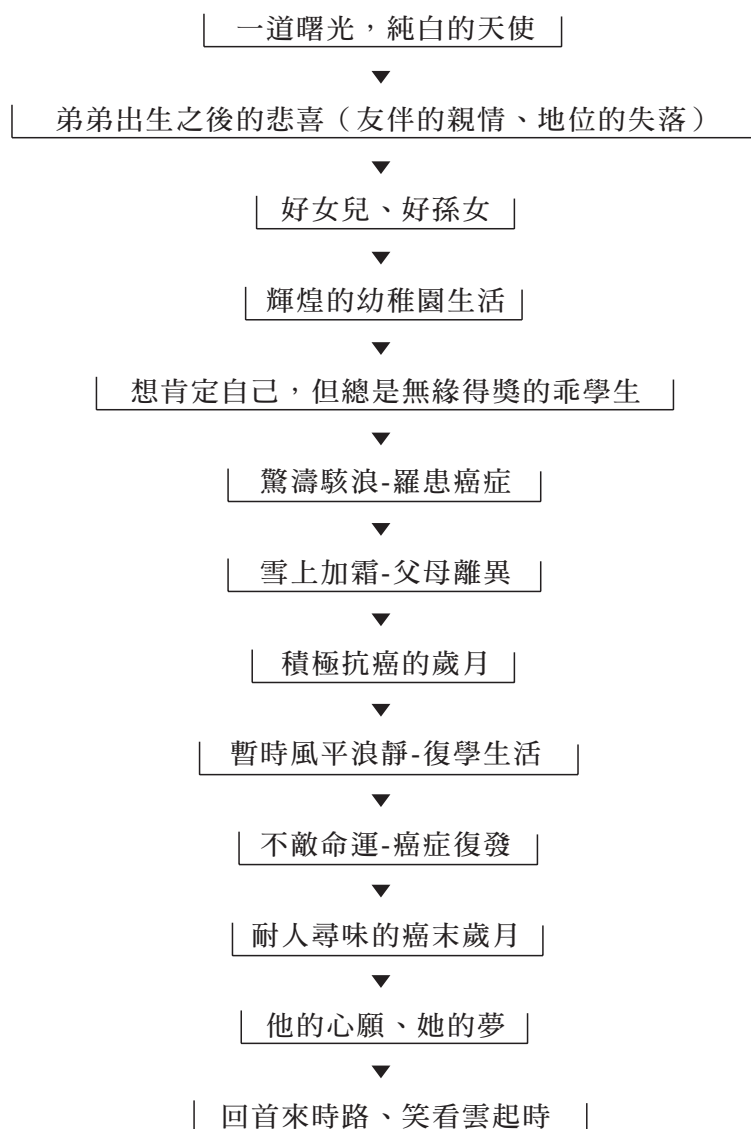 一道曙光，純白的天使
弟弟出生之後的悲喜（友伴的親情、地位的失落）
好女兒、好孫女
輝煌的幼稚園生活
想肯定自己，但總是無緣得獎的乖學生
驚濤駭浪-羅患癌症
雪上加霜-父母離異
積極抗癌的歲月
暫時風平浪靜-復學生活
不敵命運-癌症復發
耐人尋味的癌末歲月
他的心願、她的夢
回首來時路、笑看雲起時